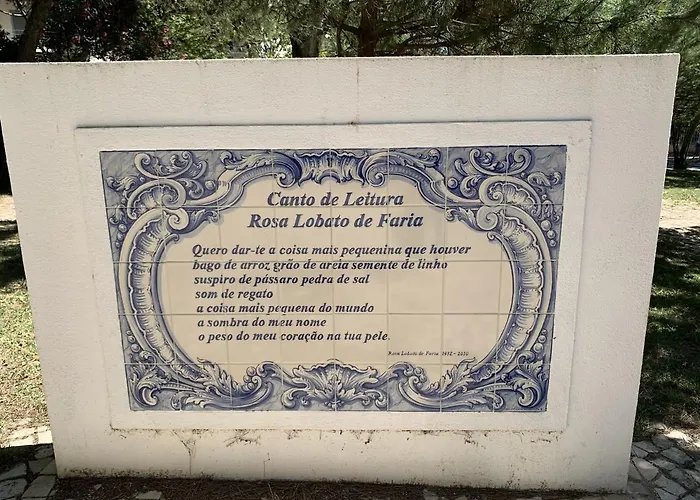 Canto de Leitura
Rosa Lobato de Faria
Quero dar-te a coisa mais pequenina que houver
bago de arroz grão de areia semente de linho
suspiro de pássaro pedra de sal
som de regato
a coisa mais pequena do mundo
a sombra do meu nome
o peso do meu coração na tua pele.
Rosa Lobato de Faria 1932 - 2010